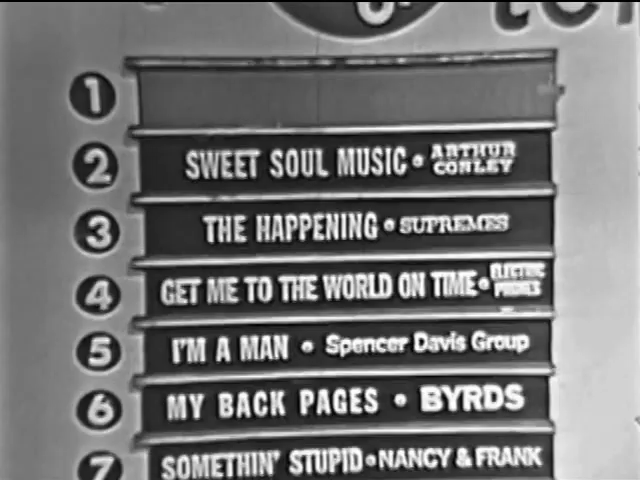 1
2 SWEET SOUL MUSIC • ARTHUR CONLEY
3 THE HAPPENING • SUPREMES
4 GET ME TO THE WORLD ON TIME • ELECTRIC PRUNES
5 I'M A MAN • Spencer Davis Group
6 MY BACK PAGES • BYRDS
7 SOMETHIN' STUPID • NANCY & FRANK